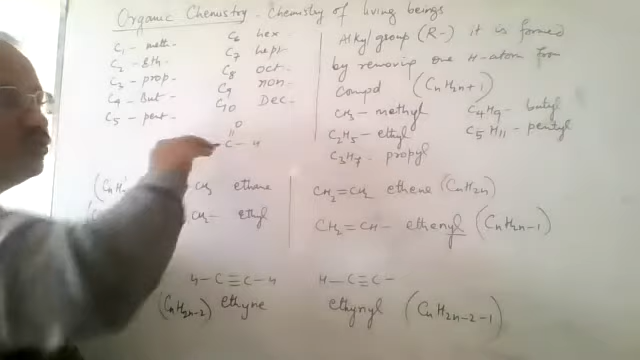 Organic Chemistry - Chemistry of living beings
C1 - meth -
C2 - Eth -
C3 - prop -
C4 - But -
C5 - pent -
C6 hex
C7 hept
C8 oct -
C9 non -
C10 Dec -
O
||
- C - H
Alkyl group (R-) it is formed
by removing one H-atom from
Compd (CnH2n+1)
CH3 - methyl
C2H5 - ethyl
C3H7 - propyl
C4H9 - butyl
C5H11 - pentyl
CH3 ethane
CH2 - ethyl
CH2=CH2 ethene (CnH2n)
CH2=CH- ethenyl (CnH2n-1)
H-C≡C-H
(CnH2n-2) ethyne
H-C≡C-
ethynyl (CnH2n-2-1)